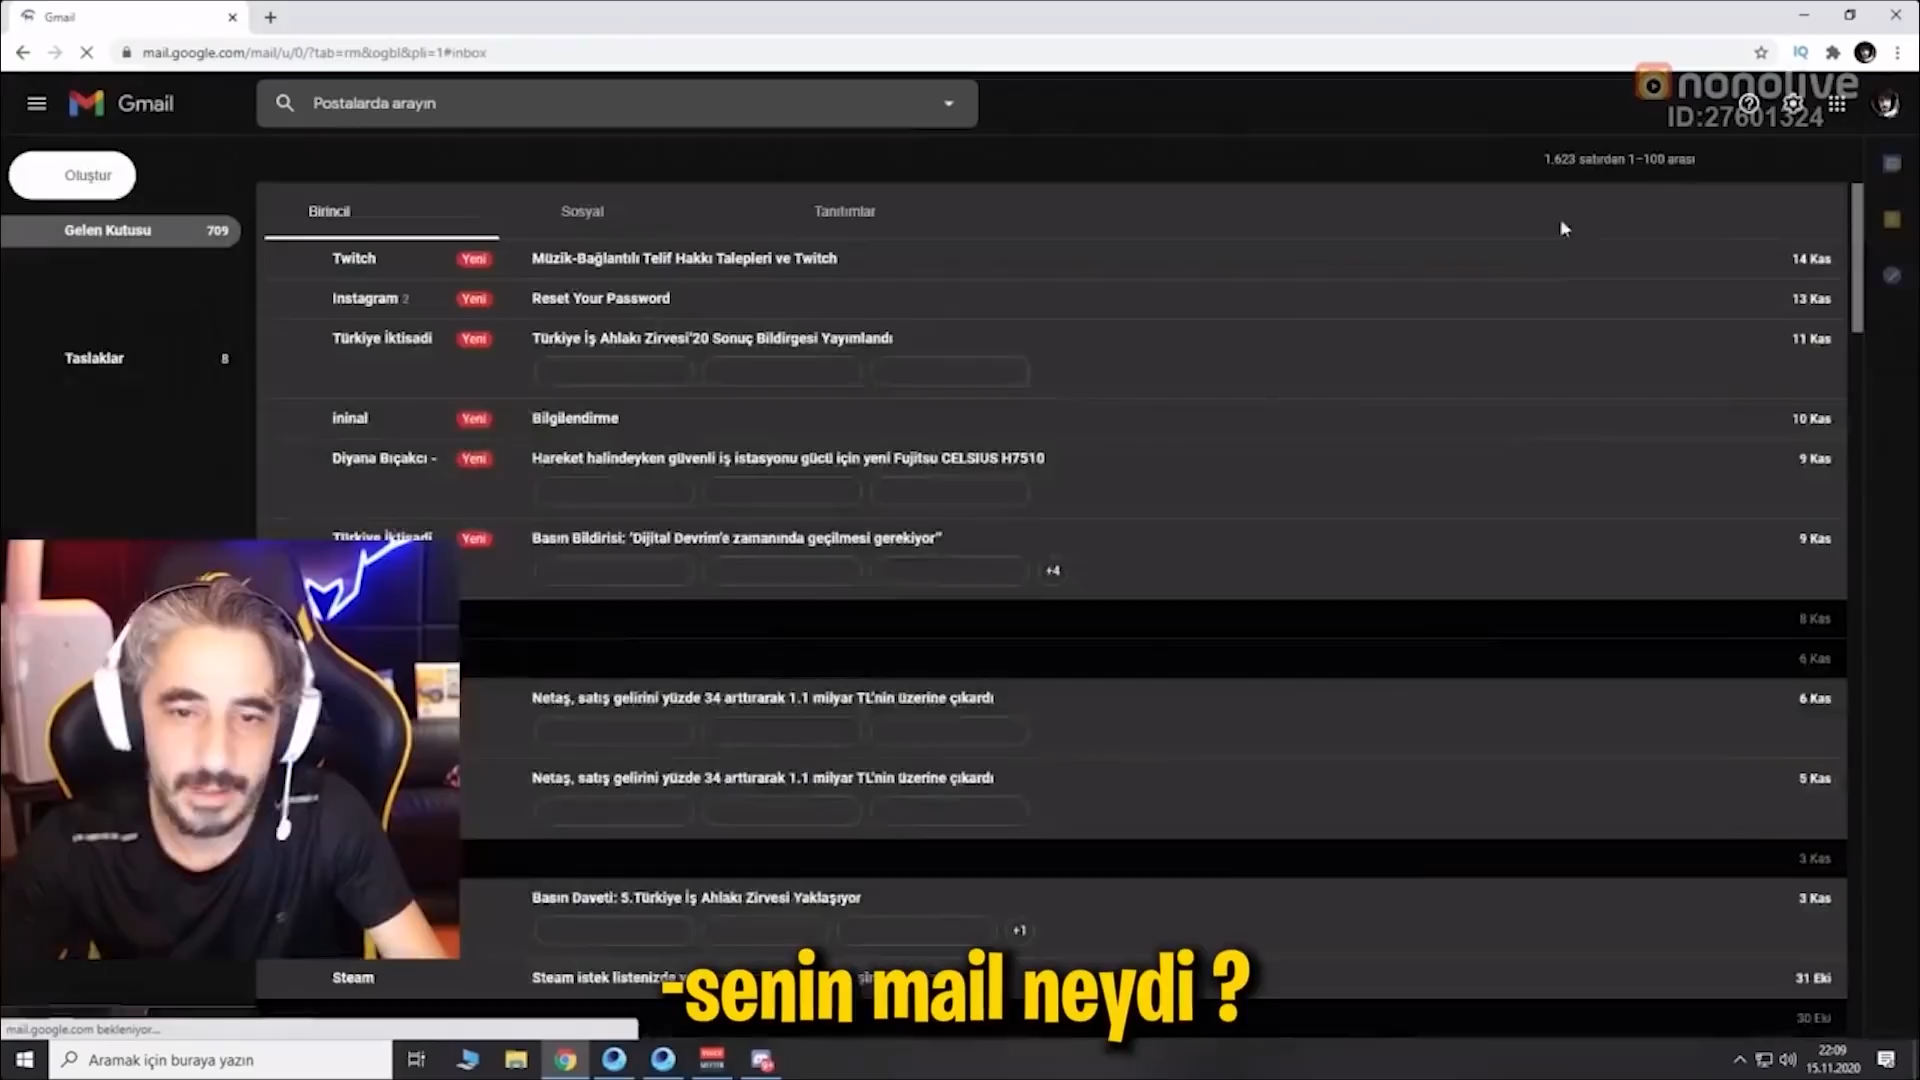 Gmail
mail.google.com/mail/u/0/?tab=rm&ogbl&pli=1#inbox
IQ
Gmail
Postalarda arayın
nonolive
ID:27601324
Oluştur
1.623 satırdan 1-100 arası
Gelen Kutusu 709
Taslaklar 8
Birincil Sosyal Tanıtımlar
Twitch Yeni Müzik-Bağlantılı Telif Hakkı Talepleri ve Twitch 14 Kas
Instagram 2 Yeni Reset Your Password 13 Kas
Türkiye İktisadi Yeni Türkiye İş Ahlakı Zirvesi'20 Sonuç Bildirgesi Yayımlandı 11 Kas
ininal Yeni Bilgilendirme 10 Kas
Diyana Bıçakcı - Yeni Hareket halindeyken güvenli iş istasyonu gücü için yeni Fujitsu CELSIUS H7510 9 Kas
Türkiye İktisadi Yeni Basın Bildirisi: 'Dijital Devrim'e zamanında geçilmesi gerekiyor" 9 Kas
+4
8 Kas
6 Kas
Netaş, satış gelirini yüzde 34 arttırarak 1.1 milyar TL'nin üzerine çıkardı 6 Kas
Netaş, satış gelirini yüzde 34 arttırarak 1.1 milyar TL'nin üzerine çıkardı 5 Kas
3 Kas
Basın Daveti: 5.Türkiye İş Ahlakı Zirvesi Yaklaşıyor 3 Kas
+1
Steam Steam istek listenizde 31 Eki
-senin mail neydi ?
30 Eki
mail.google.com bekleniyor...
Aramak için buraya yazın
22:09
15.11.2020